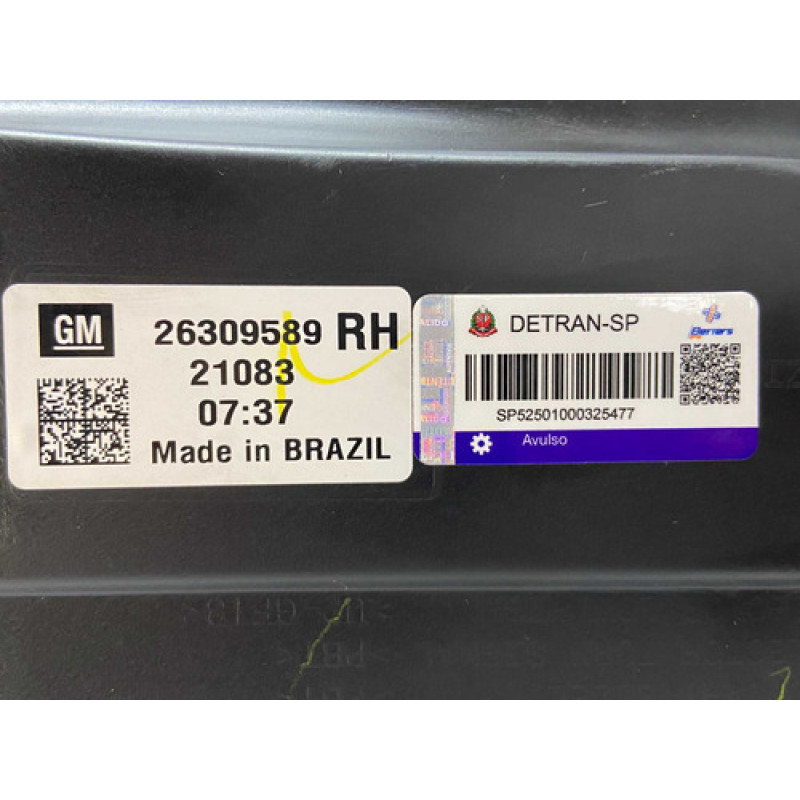 GM
26309589 RH
21083
07:37
Made in BRAZIL
DETRAN-SP
SP52501000325477
Avulso